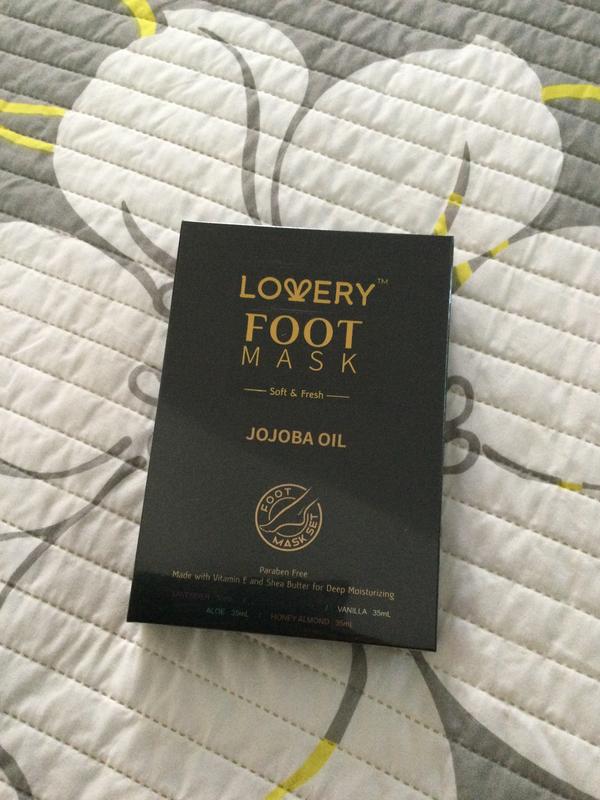 LOVERY™
FOOT
MASK
Soft & Fresh
JOJOBA OIL
FOOT
MASK SET
Paraben Free
Made with Vitamin E and Shea Butter for Deep Moisturizing
LAVENDER / VANILLA 35mL
ALOE 35mL / HONEY ALMOND 35mL